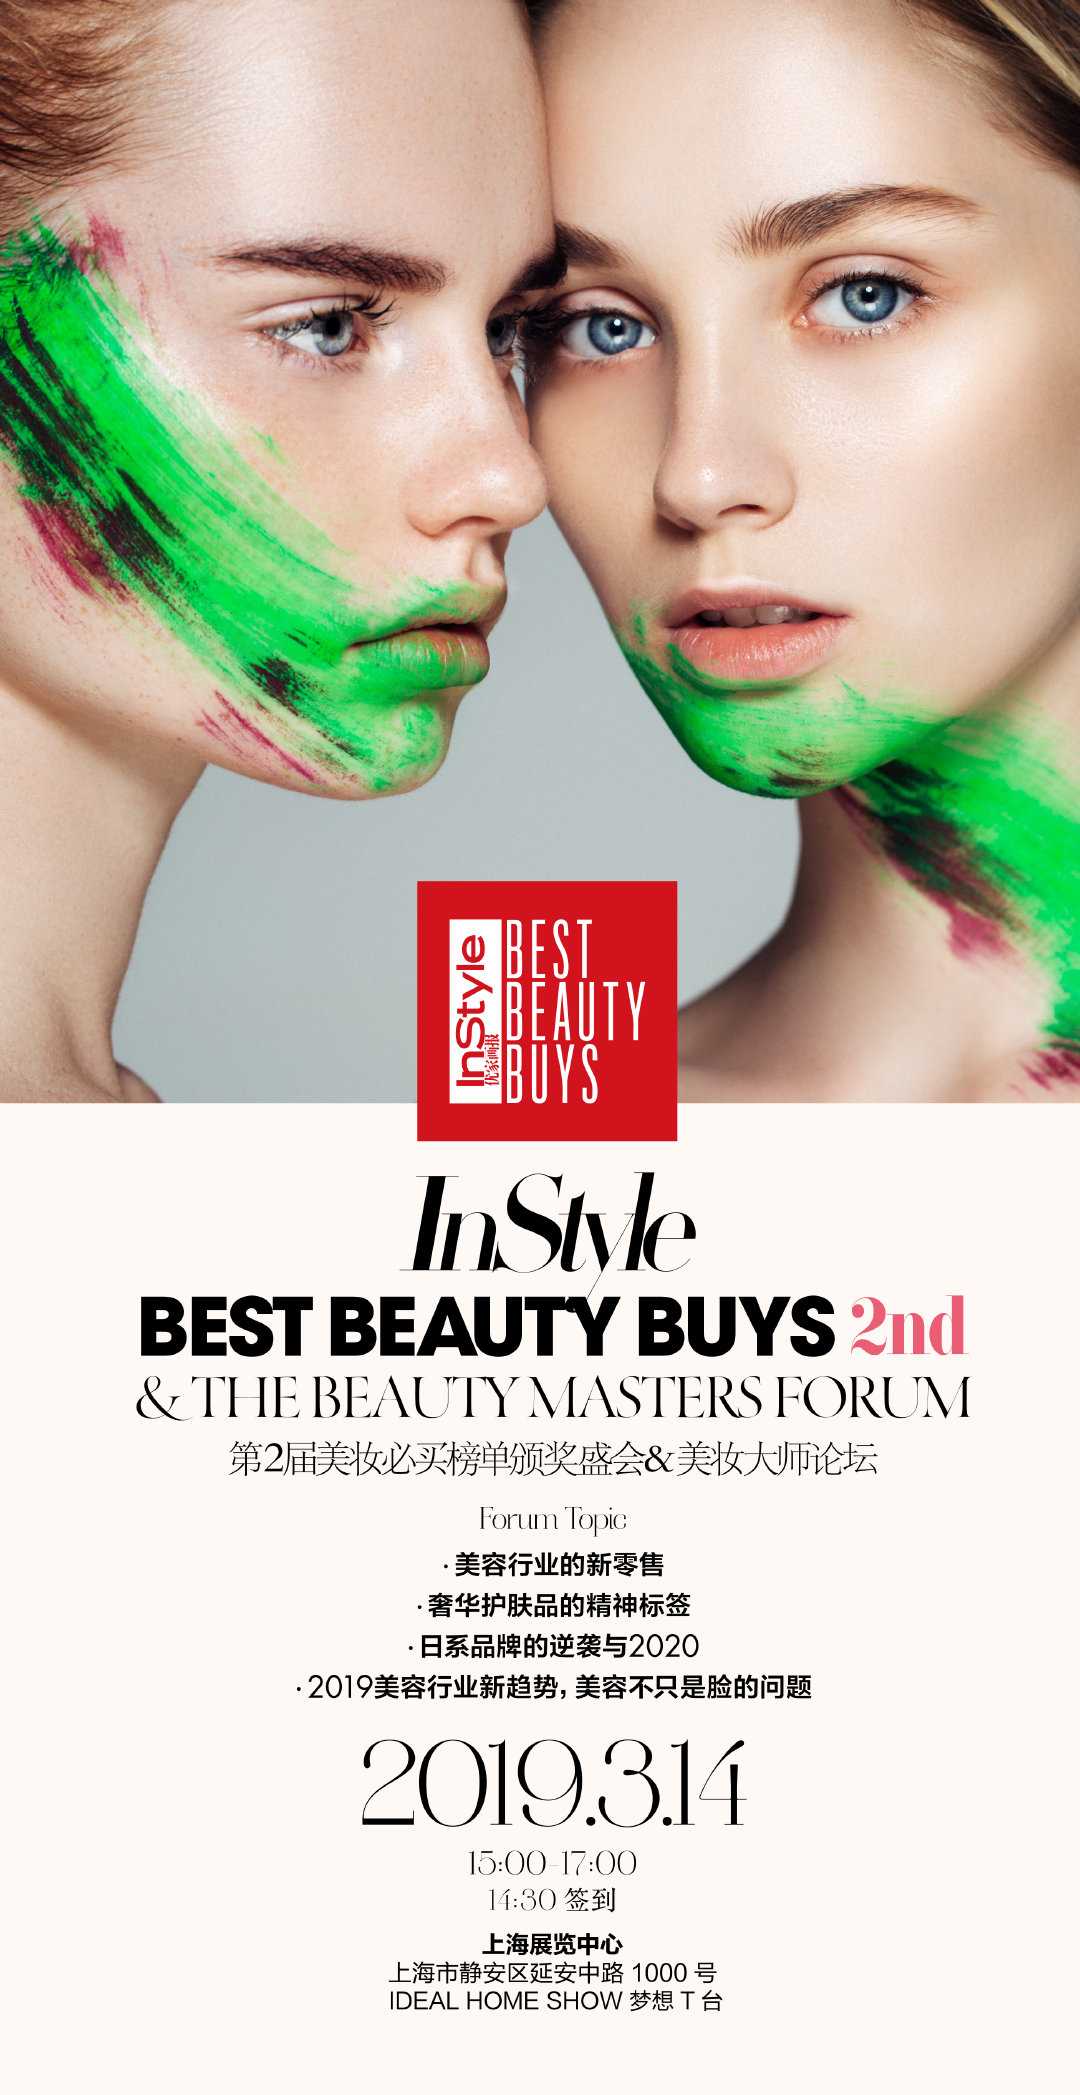 InStyle
优家画报
BEST
BEAUTY
BUYS
InStyle
BEST BEAUTY BUYS 2nd
& THE BEAUTY MASTERS FORUM
第2届美妆必买榜单颁奖盛会&美妆大师论坛
Forum Topic
· 美容行业的新零售
· 奢华护肤品的精神标签
· 日系品牌的逆袭与2020
· 2019美容行业新趋势，美容不只是脸的问题
2019.3.14
15:00-17:00
14:30 签到
上海展览中心
上海市静安区延安中路 1000 号
IDEAL HOME SHOW 梦想 T 台